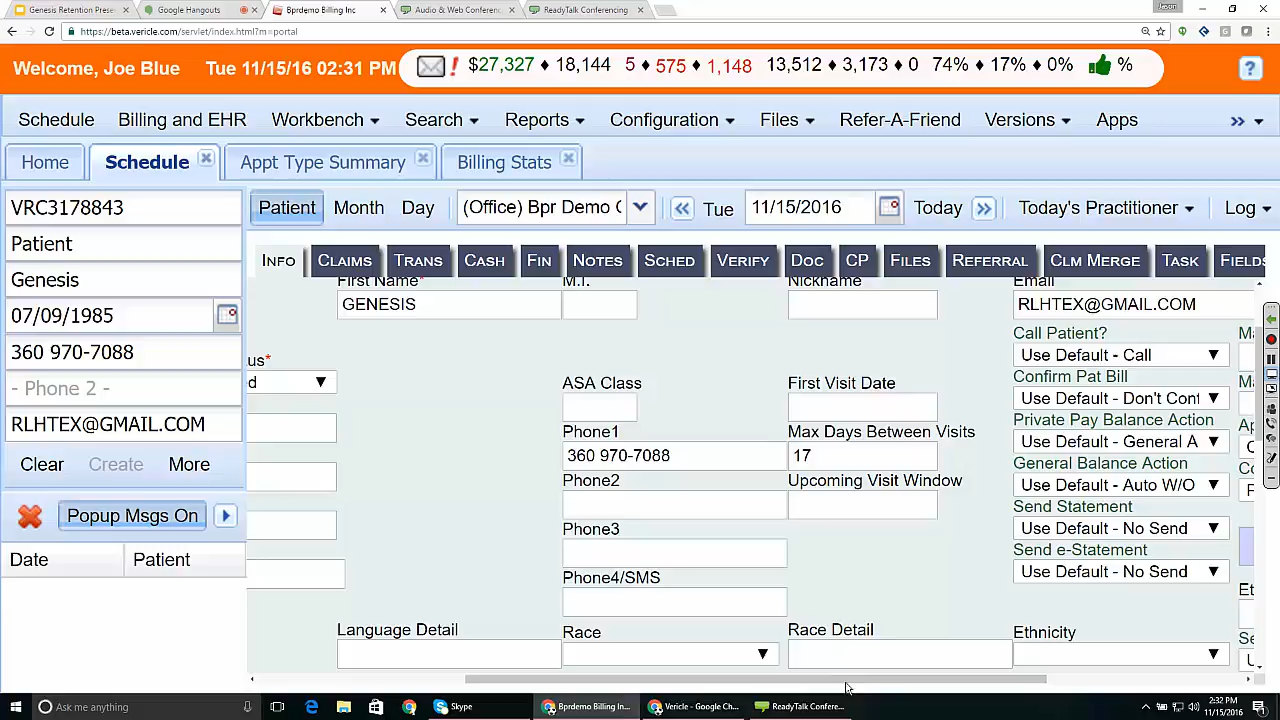 Genesis Retention Prese
Google Hangouts
Bprdemo Billing Inc
Audio & Web Conferenc
ReadyTalk Conferencing
Jason
https://beta.vericle.com/servlet/index.html?m=portal
Welcome, Joe Blue Tue 11/15/16 02:31 PM ! $27,327 ♦ 18,144 5 ♦ 575 ♦ 1,148 13,512 ♦ 3,173 ♦ 0 74% ♦ 17% ♦ 0% % ?
Schedule Billing and EHR Workbench Search Reports Configuration Files Refer-A-Friend Versions Apps »
Home Schedule Appt Type Summary Billing Stats
VRC3178843
Patient
Genesis
07/09/1985
360 970-7088
- Phone 2 -
RLHTEX@GMAIL.COM
Clear Create More
Popup Msgs On
Date Patient
Patient Month Day (Office) Bpr Demo Tue 11/15/2016 Today Today's Practitioner Log
INFO CLAIMS TRANS CASH FIN NOTES SCHED VERIFY DOC CP FILES REFERRAL CLM MERGE TASK FIELDS
First Name* M.I. Nickname Email
GENESIS RLHTEX@GMAIL.COM
Call Patient?
Use Default - Call
us*
d
ASA Class First Visit Date
Confirm Pat Bill
Use Default - Don't Cont
Phone1 Max Days Between Visits
360 970-7088 17
Private Pay Balance Action
Use Default - General A
General Balance Action
Use Default - Auto W/O
Phone2 Upcoming Visit Window
Send Statement
Use Default - No Send
Phone3
Send e-Statement
Use Default - No Send
Phone4/SMS
Language Detail Race Race Detail Ethnicity
Ask me anything
Skype
Bprdemo Billing In...
Vericle - Google Ch...
ReadyTalk Confere...
2:32 PM
11/15/2016